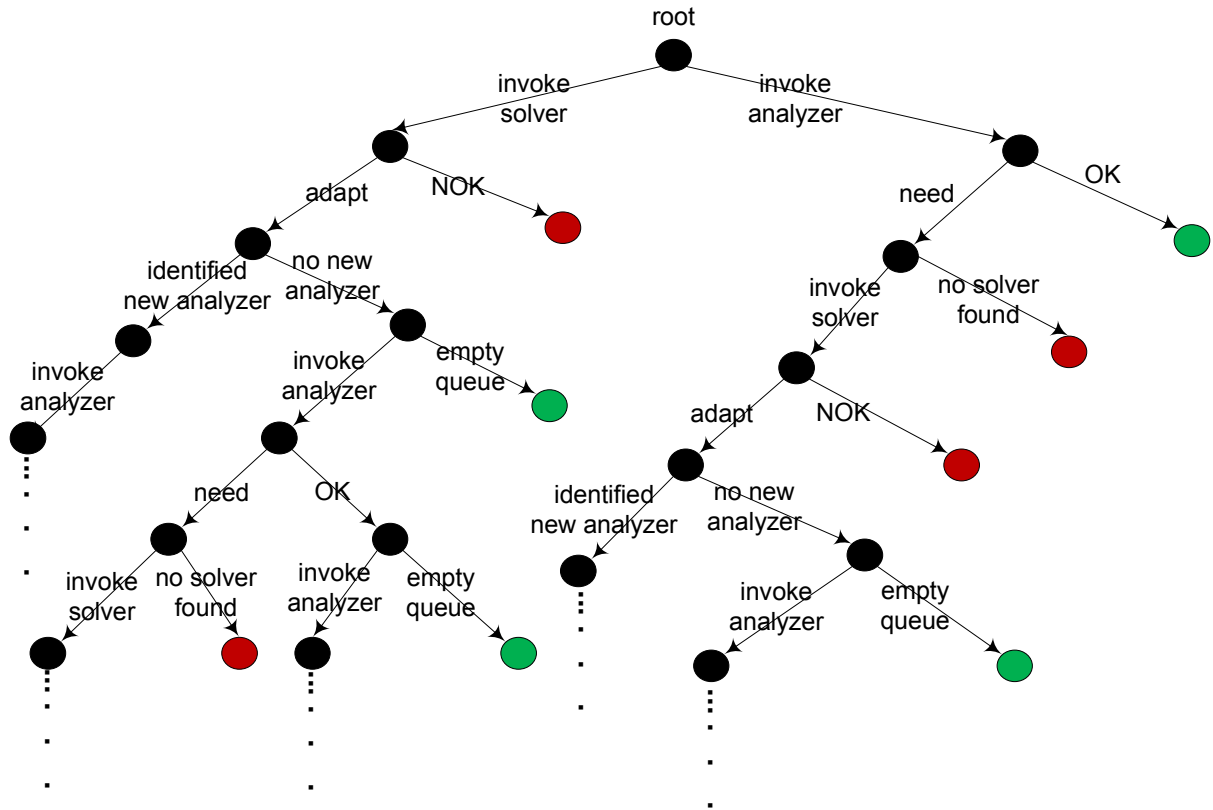 root
invoke
solver
invoke
analyzer
adapt
NOK
need
OK
identified
new analyzer
no new
analyzer
invoke
solver
no solver
found
invoke
analyzer
invoke
analyzer
empty
queue
adapt
NOK
need
OK
identified
new analyzer
no new
analyzer
invoke
solver
no solver
found
invoke
analyzer
empty
queue
invoke
analyzer
empty
queue